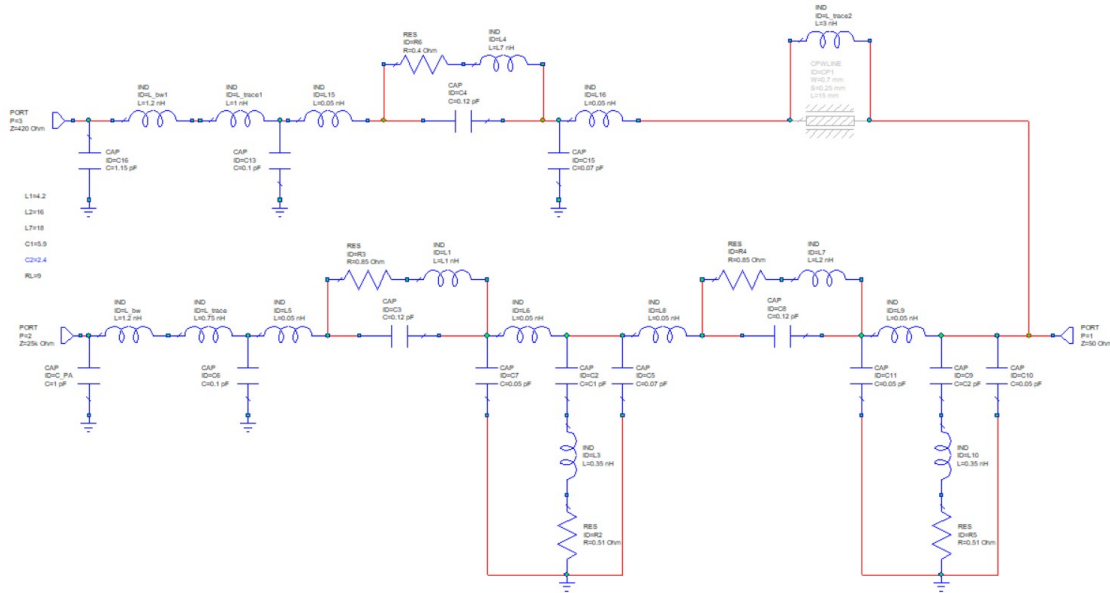 IND
ID=L_trace2
L=3 nH
RES
ID=R6
R=0.4 Ohm
IND
ID=L4
L=L7 nH
CPWLINE
ID=CP1
W=0.7 mm
S=0.25 mm
L=15 mm
IND
ID=L_bw1
L=1.2 nH
IND
ID=L_trace1
L=1 nH
IND
ID=L15
L=0.05 nH
CAP
ID=C4
C=0.12 pF
IND
ID=L16
L=0.05 nH
PORT
P=3
Z=420 Ohm
CAP
ID=C16
C=1.15 pF
CAP
ID=C13
C=0.1 pF
CAP
ID=C15
C=0.07 pF
L1=4.2
L2=16
L7=18
C1=5.9
C2=2.4
RL=9
RES
ID=R3
R=0.85 Ohm
IND
ID=L1
L=L1 nH
RES
ID=R4
R=0.85 Ohm
IND
ID=L7
L=L2 nH
IND
ID=L_bw
L=1.2 nH
IND
ID=L_trace
L=0.75 nH
IND
ID=L5
L=0.05 nH
CAP
ID=C3
C=0.12 pF
IND
ID=L6
L=0.05 nH
IND
ID=L8
L=0.05 nH
CAP
ID=C8
C=0.12 pF
IND
ID=L9
L=0.05 nH
PORT
P=2
Z=25k Ohm
PORT
P=1
Z=50 Ohm
CAP
ID=C_PA
C=1 pF
CAP
ID=C6
C=0.1 pF
CAP
ID=C7
C=0.05 pF
CAP
ID=C2
C=C1 pF
CAP
ID=C5
C=0.07 pF
CAP
ID=C11
C=0.05 pF
CAP
ID=C9
C=C2 pF
CAP
ID=C10
C=0.05 pF
IND
ID=L3
L=0.35 nH
IND
ID=L10
L=0.35 nH
RES
ID=R2
R=0.51 Ohm
RES
ID=R5
R=0.51 Ohm